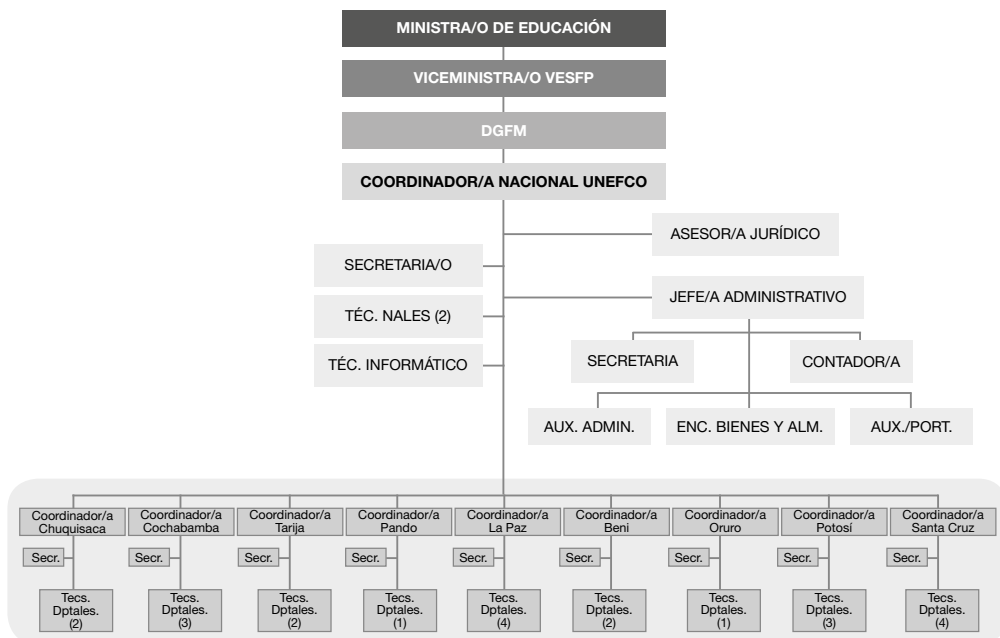 MINISTRA/O DE EDUCACIÓN
VICEMINISTRA/O VESFP
DGFM
COORDINADOR/A NACIONAL UNEFCO
ASESOR/A JURÍDICO
SECRETARIA/O
JEFE/A ADMINISTRATIVO
TÉC. NALES (2)
TÉC. INFORMÁTICO
SECRETARIA
CONTADOR/A
AUX. ADMIN.
ENC. BIENES Y ALM.
AUX./PORT.
Coordinador/a
Chuquisaca
Coordinador/a
Cochabamba
Coordinador/a
Tarija
Coordinador/a
Pando
Coordinador/a
La Paz
Coordinador/a
Beni
Coordinador/a
Oruro
Coordinador/a
Potosí
Coordinador/a
Santa Cruz
Secr.
Secr.
Secr.
Secr.
Secr.
Secr.
Secr.
Secr.
Secr.
Tecs.
Dptales.
(2)
Tecs.
Dptales.
(3)
Tecs.
Dptales.
(2)
Tecs.
Dptales.
(1)
Tecs.
Dptales.
(4)
Tecs.
Dptales.
(2)
Tecs.
Dptales.
(1)
Tecs.
Dptales.
(3)
Tecs.
Dptales.
(4)